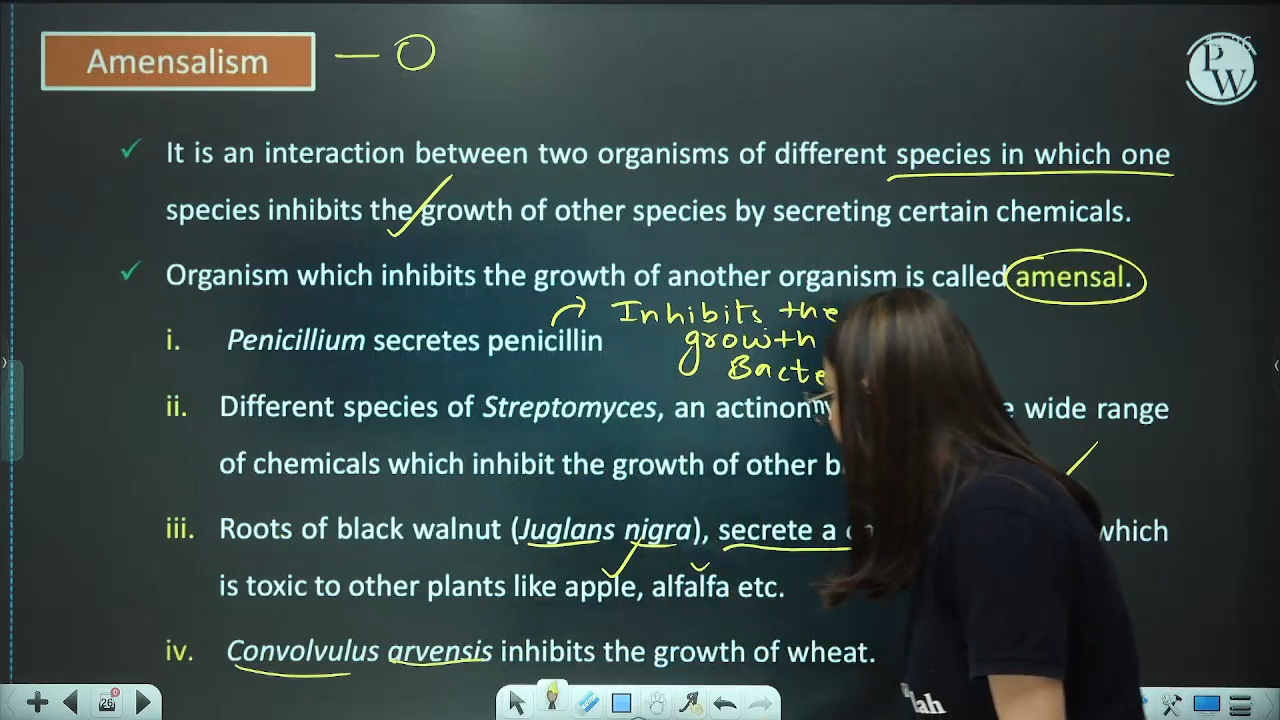 Amensalism — O
PW
It is an interaction between two organisms of different species in which one
species inhibits the growth of other species by secreting certain chemicals.
Organism which inhibits the growth of another organism is called amensal.
Inhibits the
i. Penicillium secretes penicillin growth
Bacte
ii. Different species of Streptomyces, an wide range
of chemicals which inhibit the growth of other
iii. Roots of black walnut (Juglans nigra), secrete a which
is toxic to other plants like apple, alfalfa etc.
iv. Convolvulus arvensis inhibits the growth of wheat.
26
lah